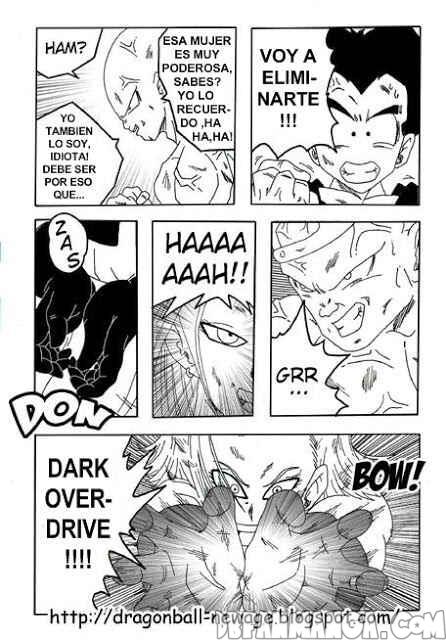 HAM?
ESA MUJER
ES MUY
PODEROSA,
SABES?
YO LO
RECUER-
DO ,HA
HA,HA!
YO
TAMBIEN
LO SOY,
IDIOTA!
DEBE SER
POR ESO
QUE...
VOY A
ELIMI-
NARTE
!!!
ZAS
HAAAA
AAAH!!
GRR
...
DON
DARK
OVER-
DRIVE
!!!!
BOW!
http://dragonball-newage.blogspot.com/